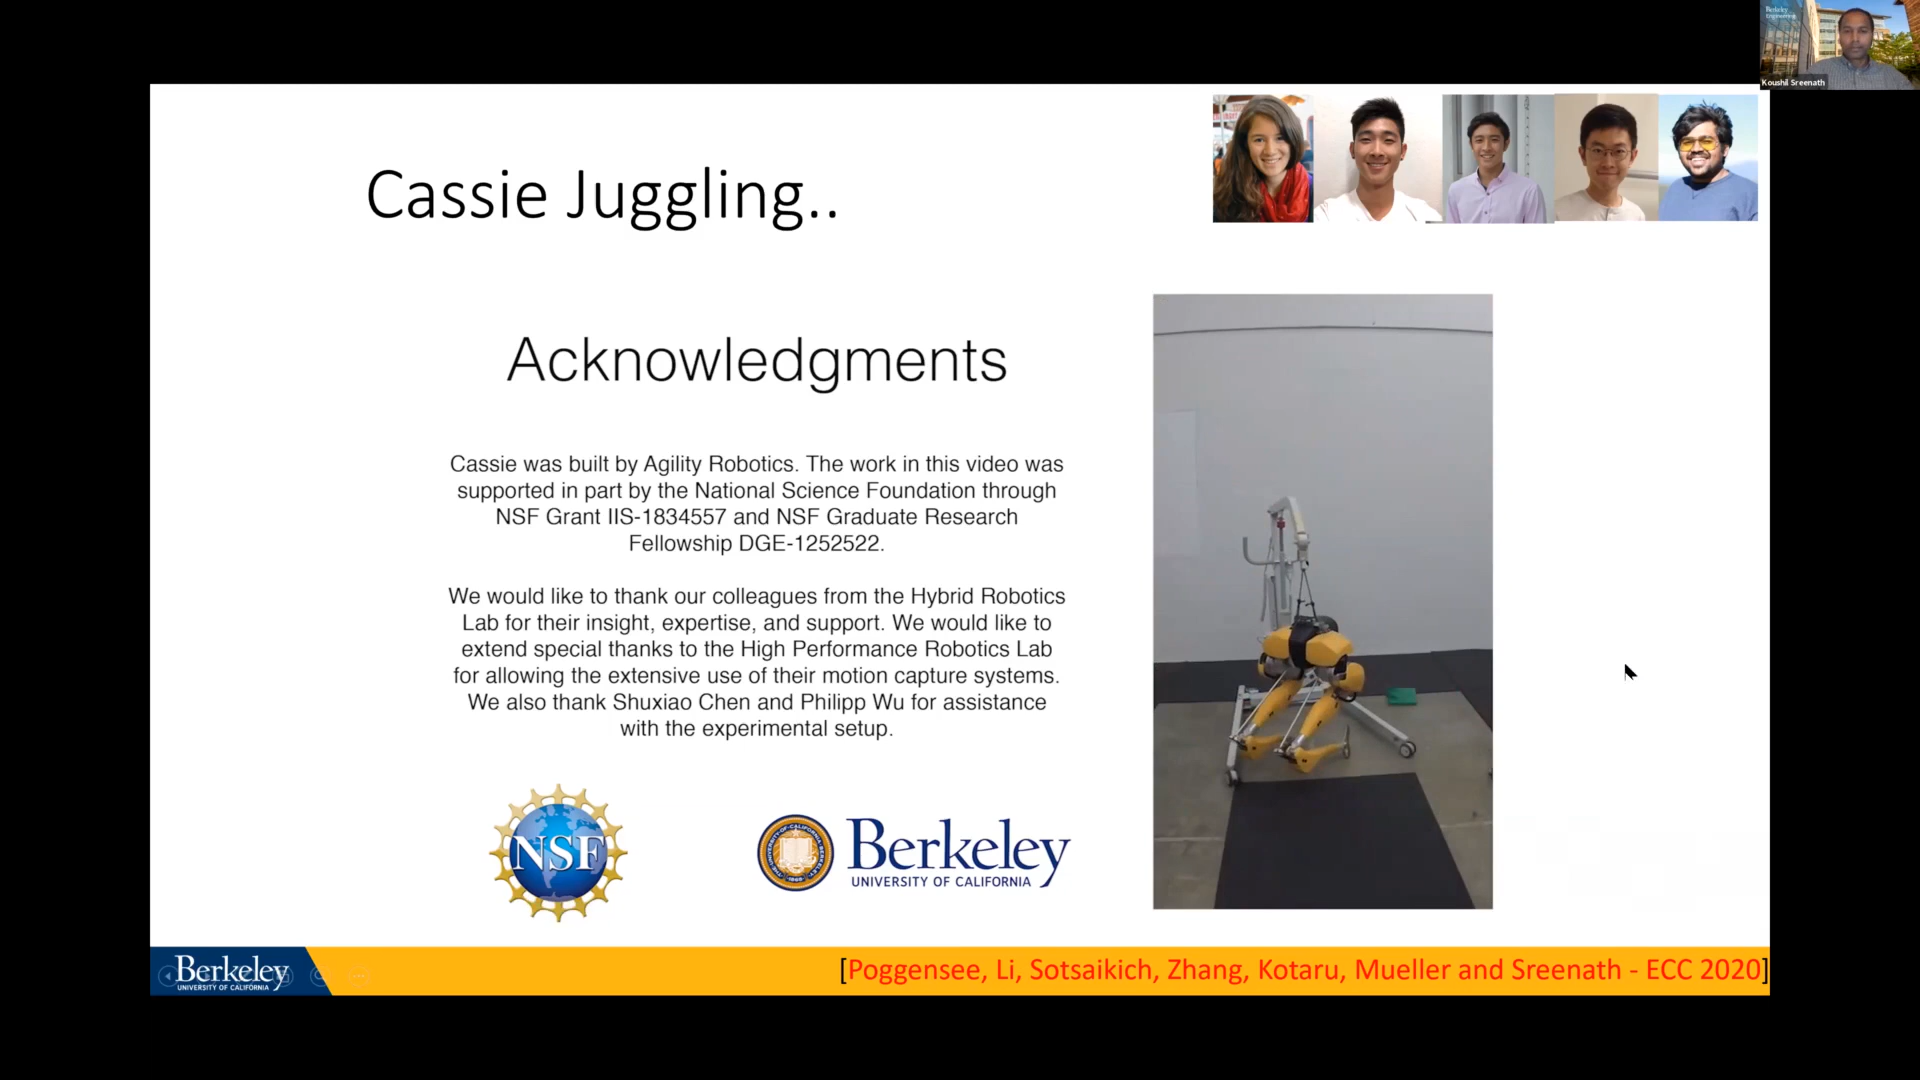 Berkeley
Engineering
Koushil Sreenath
Cassie Juggling..
Acknowledgments
Cassie was built by Agility Robotics. The work in this video was
supported in part by the National Science Foundation through
NSF Grant IIS-1834557 and NSF Graduate Research
Fellowship DGE-1252522.
We would like to thank our colleagues from the Hybrid Robotics
Lab for their insight, expertise, and support. We would like to
extend special thanks to the High Performance Robotics Lab
for allowing the extensive use of their motion capture systems.
We also thank Shuxiao Chen and Philipp Wu for assistance
with the experimental setup.
NSF
Berkeley
UNIVERSITY OF CALIFORNIA
Berkeley
UNIVERSITY OF CALIFORNIA
[Poggensee, Li, Sotsaikich, Zhang, Kotaru, Mueller and Sreenath - ECC 2020]